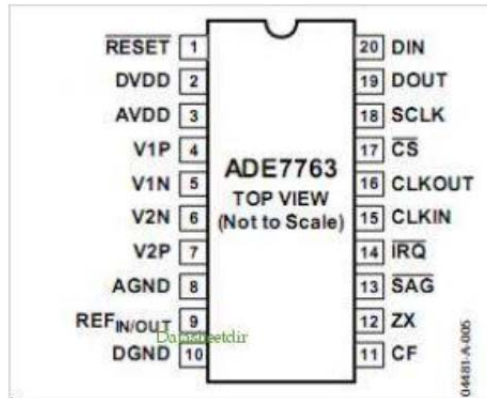 RESET 1
DVDD 2
AVDD 3
V1P 4
V1N 5
V2N 6
V2P 7
AGND 8
REFIN/OUT 9
DGND 10
ADE7763
TOP VIEW
(Not to Scale)
20 DIN
19 DOUT
18 SCLK
17 CS
16 CLKOUT
15 CLKIN
14 IRQ
13 SAG
12 ZX
11 CF
04481-A-005